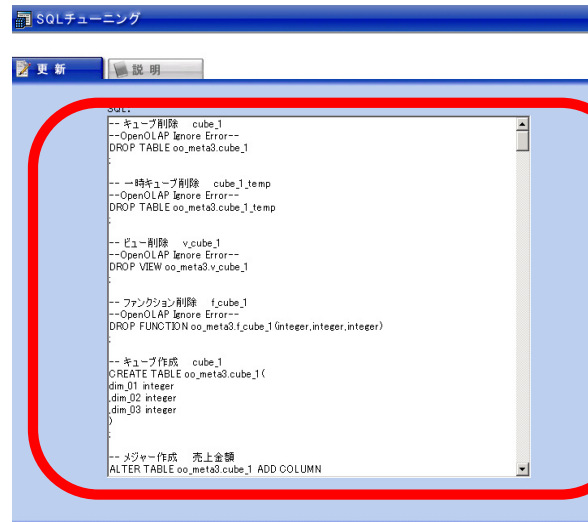 SQLチューニング
更 新
説 明
SQL:
-- キューブ削除 cube_1
--OpenOLAP Ignore Error--
DROP TABLE oo_meta3.cube_1
;
-- 一時キューブ削除 cube_1_temp
--OpenOLAP Ignore Error--
DROP TABLE oo_meta3.cube_1_temp
;
-- ビュー削除 v_cube_1
--OpenOLAP Ignore Error--
DROP VIEW oo_meta3.v_cube_1
;
-- ファンクション削除 f_cube_1
--OpenOLAP Ignore Error--
DROP FUNCTION oo_meta3.f_cube_1(integer,integer,integer)
;
-- キューブ作成 cube_1
CREATE TABLE oo_meta3.cube_1(
dim_01 integer
,dim_02 integer
,dim_03 integer
)
;
-- メジャー作成 売上金額
ALTER TABLE oo_meta3.cube_1 ADD COLUMN